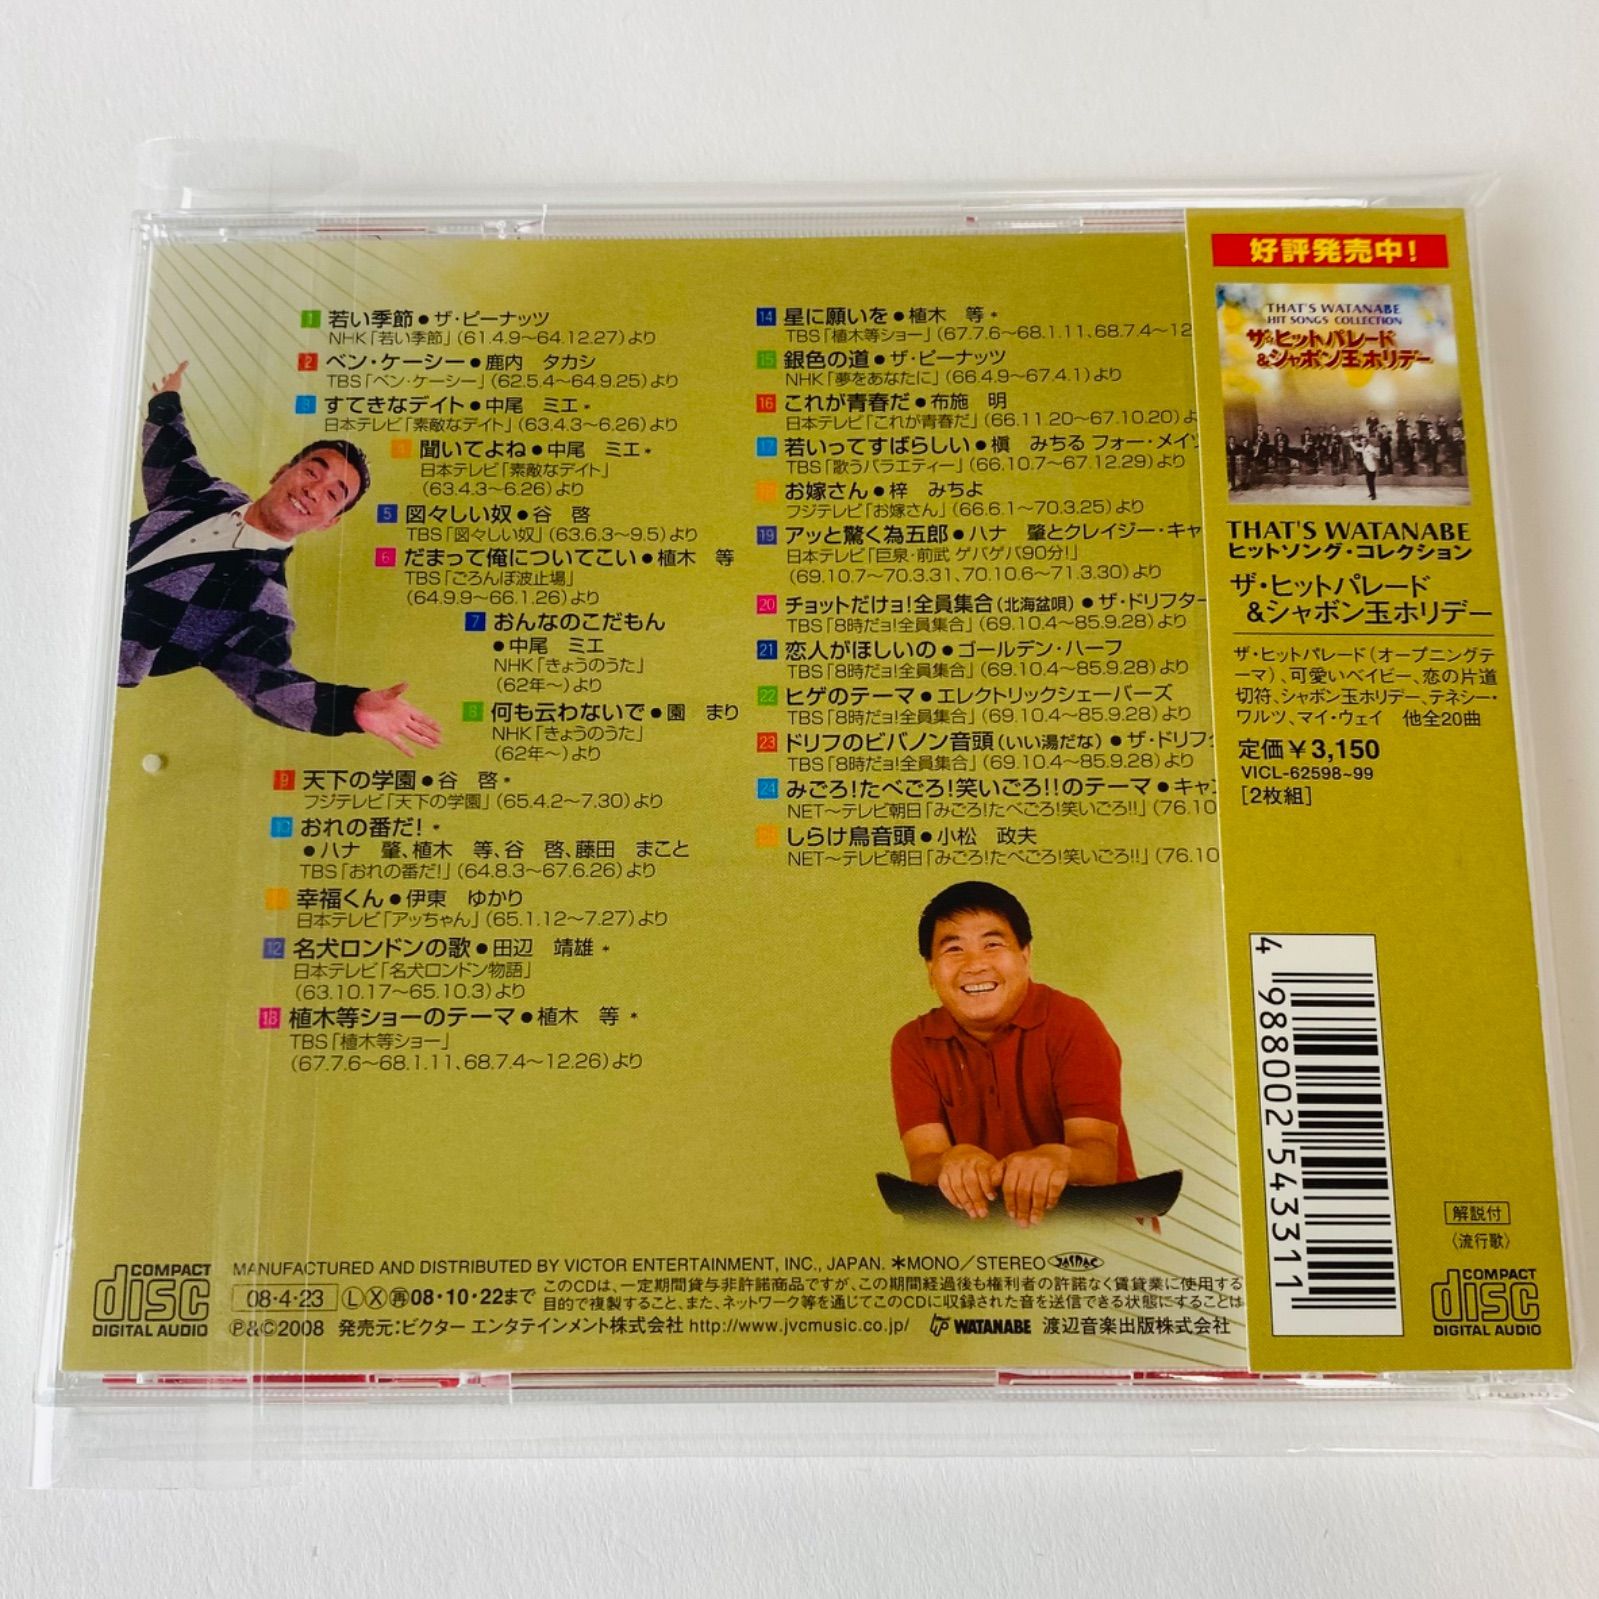 1 若い季節●ザ・ピーナッツ
NHK「若い季節」(61.4.9〜64.12.27)より
2 ベン・ケーシー●鹿内 タカシ
TBS「ベン・ケーシー」(62.5.4〜64.9.25)より
3 すてきなデイト●中尾 ミエ*
日本テレビ「素敵なデイト」(63.4.3〜6.26)より
4 聞いてよね●中尾 ミエ*
日本テレビ「素敵なデイト」
(63.4.3〜6.26)より
5 図々しい奴●谷 啓
TBS「図々しい奴」(63.6.3〜9.5)より
6 だまって俺についてこい●植木 等
TBS「ごろんぼ波止場」
(64.9.9〜66.1.26)より
7 おんなのこだもん
●中尾 ミエ
NHK「きょうのうた」
(62年〜)より
8 何も云わないで●園 まり
NHK「きょうのうた」
(62年〜)より
9 天下の学園●谷 啓*
フジテレビ「天下の学園」(65.4.2〜7.30)より
10 おれの番だ!*
●ハナ 肇、植木 等、谷 啓、藤田 まこと
TBS「おれの番だ!」(64.8.3〜67.6.26)より
幸福くん●伊東 ゆかり
日本テレビ「アッちゃん」(65.1.12〜7.27)より
12 名犬ロンドンの歌●田辺 靖雄*
日本テレビ「名犬ロンドン物語」
(63.10.17〜65.10.3)より
13 植木等ショーのテーマ●植木 等*
TBS「植木等ショー」
(67.7.6〜68.1.11、68.7.4〜12.26)より
14 星に願いを●植木 等*
TBS「植木等ショー」(67.7.6〜68.1.11、68.7.4〜12
15 銀色の道●ザ・ピーナッツ
NHK「夢をあなたに」(66.4.9〜67.4.1)より
16 これが青春だ●布施 明
日本テレビ「これが青春だ」(66.11.20〜67.10.20)よ
17 若いってすばらしい●槇 みちる フォー・メイツ
TBS「歌うバラエティー」(66.10.7〜67.12.29)より
18 お嫁さん●梓 みちよ
フジテレビ「お嫁さん」(66.6.1〜70.3.25)より
19 アッと驚く為五郎●ハナ 肇とクレイジー・キャ
日本テレビ「巨泉・前武 ゲバゲバ90分!」
(69.10.7〜70.3.31、70.10.6〜71.3.30)より
20 チョットだけョ!全員集合(北海盆唄)●ザ・ドリフター
TBS「8時だョ!全員集合」(69.10.4〜85.9.28)より
21 恋人がほしいの●ゴールデン・ハーフ
TBS「8時だョ!全員集合」(69.10.4〜85.9.28)より
22 ヒゲのテーマ●エレクトリックシェーバーズ
TBS「8時だョ!全員集合」(69.10.4〜85.9.28)より
23 ドリフのビバノン音頭(いい湯だな)●ザ・ドリフタ
TBS「8時だョ!全員集合」(69.10.4〜85.9.28)より
24 みごろ!たべごろ!笑いごろ!!のテーマ●キャン
NET〜テレビ朝日「みごろ!たべごろ!笑いごろ!!」(76.10
しらけ鳥音頭●小松 政夫
NET〜テレビ朝日「みごろ!たべごろ!笑いごろ!!」(76.10
好評発売中!
THAT'S WATANABE
HIT SONGS COLLECTION
ザ・ヒットパレード
&シャボン玉ホリデー
THAT'S WATANABE
ヒットソング・コレクション
ザ・ヒットパレード
&シャボン玉ホリデー
ザ・ヒットパレード(オープニングテ
ーマ)、可愛いベイビー、恋の片道
切符、シャボン玉ホリデー、テネシー・
ワルツ、マイ・ウェイ 他全20曲
定価¥3,150
VICL-62598~99
[2枚組]
4 988002 543311
解説付
〈流行歌〉
COMPACT
disc
DIGITAL AUDIO
COMPACT
disc
DIGITAL AUDIO
MANUFACTURED AND DISTRIBUTED BY VICTOR ENTERTAINMENT, INC., JAPAN. *MONO/STEREO JASRAC
08・4・23 Ⓛ Ⓧ 再 08・10・22まで
このCDは、一定期間貸与非許諾商品ですが、この期間経過後も権利者の許諾なく賃貸業に使用する
目的で複製すること、また、ネットワーク等を通じてこのCDに収録された音を送信できる状態にすることは
Ⓟ&©2008 発売元:ビクター エンタテインメント株式会社 http://www.jvcmusic.co.jp/ WATANABE 渡辺音楽出版株式会社